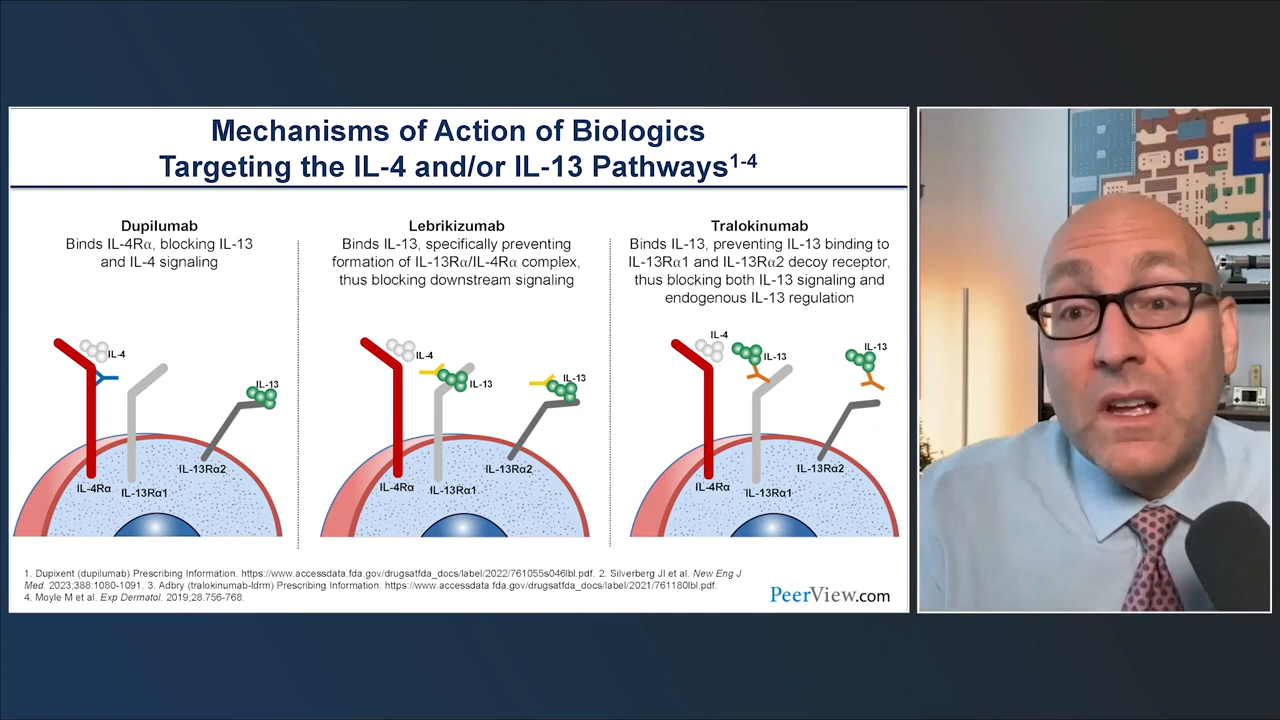 Mechanisms of Action of Biologics
Targeting the IL-4 and/or IL-13 Pathways¹⁻⁴
Dupilumab
Binds IL-4Rα, blocking IL-13
and IL-4 signaling
Lebrikizumab
Binds IL-13, specifically preventing
formation of IL-13Rα/IL-4Rα complex,
thus blocking downstream signaling
Tralokinumab
Binds IL-13, preventing IL-13 binding to
IL-13Rα1 and IL-13Rα2 decoy receptor,
thus blocking both IL-13 signaling and
endogenous IL-13 regulation
IL-4
IL-13
IL-4Rα
IL-13Rα1
IL-13Rα2
IL-4
IL-13
IL-13
IL-4Rα
IL-13Rα1
IL-13Rα2
IL-4
IL-13
IL-13
IL-4Rα
IL-13Rα1
IL-13Rα2
1. Dupixent (dupilumab) Prescribing Information. https://www.accessdata.fda.gov/drugsatfda_docs/label/2022/761055s046lbl.pdf. 2. Silverberg JI et al. New Eng J
Med. 2023;388:1080-1091. 3. Adbry (tralokinumab-ldrm) Prescribing Information. https://www.accessdata.fda.gov/drugsatfda_docs/label/2021/761180lbl.pdf.
4. Moyle M et al. Exp Dermatol. 2019;28.756-768.
PeerView.com